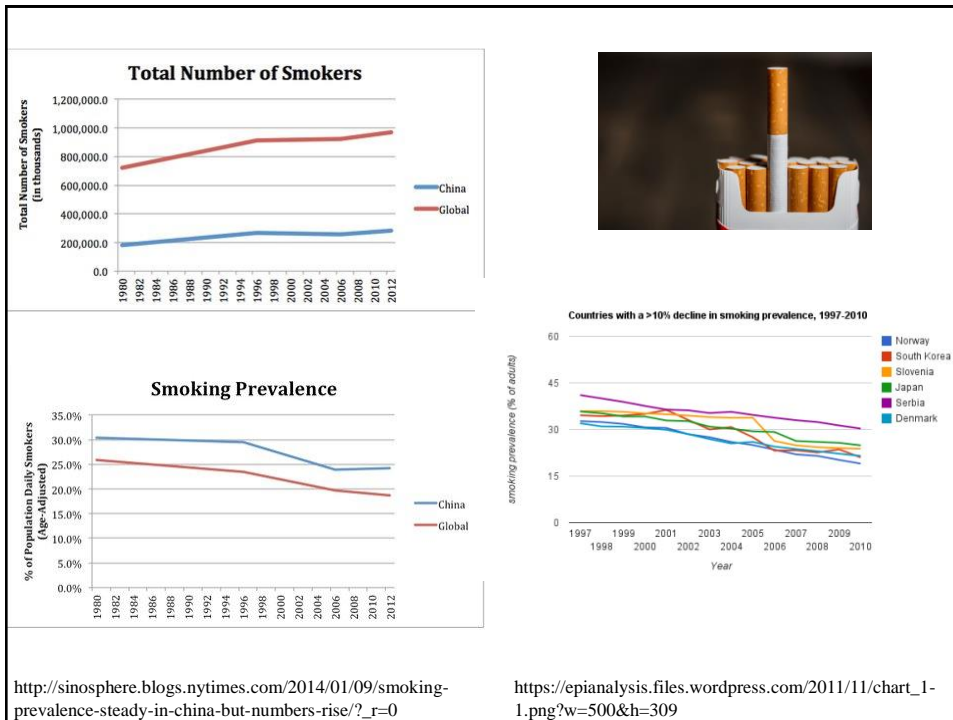 Total Number of Smokers
Total Number of Smokers
(in thousands)
1,200,000.0
1,000,000.0
800,000.0
600,000.0
400,000.0
200,000.0
0.0
1980
1982
1984
1986
1988
1990
1992
1994
1996
1998
2000
2002
2004
2006
2008
2010
2012
China
Global
Smoking Prevalence
% of Population Daily Smokers
(Age-Adjusted)
35.0%
30.0%
25.0%
20.0%
15.0%
10.0%
5.0%
0.0%
1980
1982
1984
1986
1988
1990
1992
1994
1996
1998
2000
2002
2004
2006
2008
2010
2012
China
Global
http://sinosphere.blogs.nytimes.com/2014/01/09/smoking-
prevalence-steady-in-china-but-numbers-rise/?_r=0
Countries with a >10% decline in smoking prevalence, 1997-2010
smoking prevalence (% of adults)
60
45
30
15
0
1997 1999 2001 2003 2005 2007 2009
1998 2000 2002 2004 2006 2008 2010
Year
Norway
South Korea
Slovenia
Japan
Serbia
Denmark
https://epianalysis.files.wordpress.com/2011/11/chart_1-
1.png?w=500&h=309